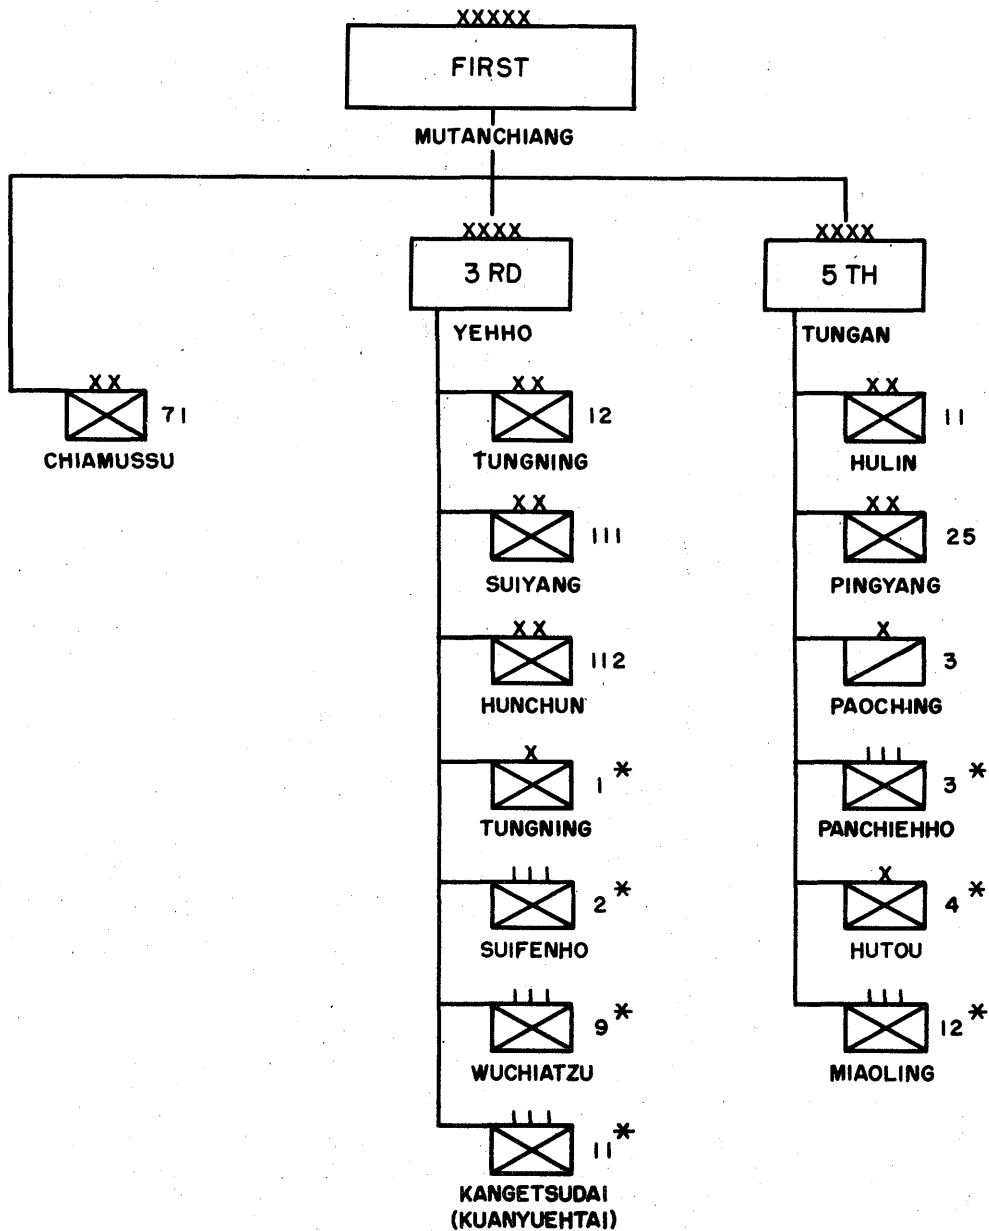 XXXXX
FIRST
MUTANCHIANG
XX
71
CHIAMUSSU
XXXX
3 RD
YEHHO
XX
12
TUNGNING
XX
111
SUIYANG
XX
112
HUNCHUN
X
1*
TUNGNING
III
2*
SUIFENHO
III
9*
WUCHIATZU
III
11*
KANGETSUDAI
(KUANYUEHTAI)
XXXX
5 TH
TUNGAN
XX
11
HULIN
XX
25
PINGYANG
X
3
PAOCHING
III
3*
PANCHIEHHO
X
4*
HUTOU
III
12*
MIAOLING